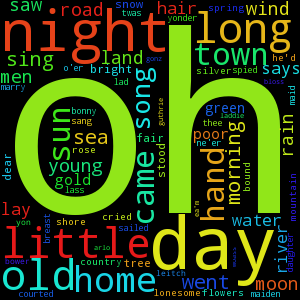 snow
hair
yonder
spring
saw
road
wind
twas
o'er
bright
spied
he'd
night
long
sing
land
town
silver
men
lad
says
maid
marry
bonny
sang
rose
song
oh
green
sun
sea
fair
thee
poor
ne'er
rain
young
stood
hand
morning
laddie
bound
dear
gold
lass
came
lay
shore
cried
little
day
water
river
mountain
yon
sailed
country
tree
arlo
old
home
went
moon
bower
breast
guthrie
courted
leitch
lonesome
flowers
maiden
daughter